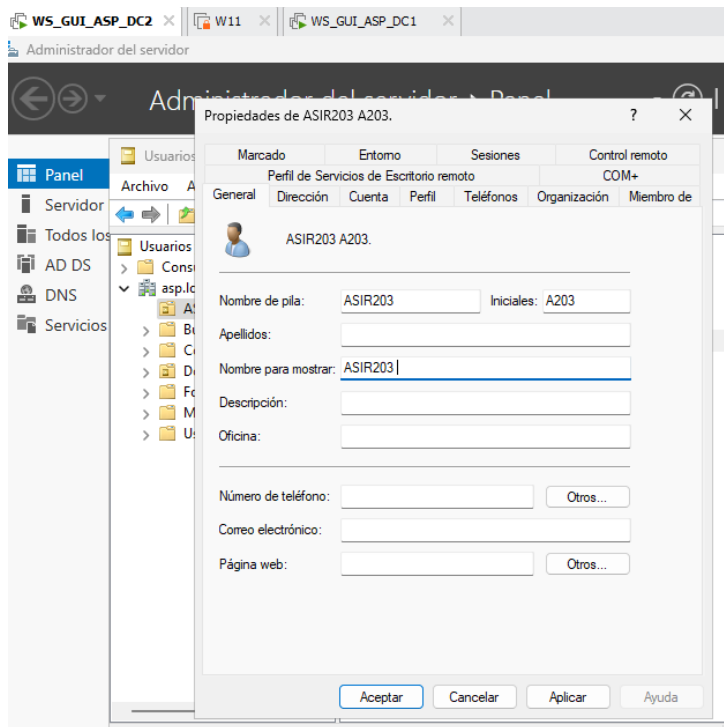 WS_GUI_ASP_DC2 W11 WS_GUI_ASP_DC1
Administrador del servidor
Propiedades de ASIR203 A203. ?
Marcado Entorno Sesiones Control remoto
Perfil de Servicios de Escritorio remoto COM+
General Dirección Cuenta Perfil Teléfonos Organización Miembro de
ASIR203 A203.
Nombre de pila: ASIR203 Iniciales: A203
Apellidos:
Nombre para mostrar: ASIR203
Descripción:
Oficina:
Número de teléfono: Otros...
Correo electrónico:
Página web: Otros...
Aceptar Cancelar Aplicar Ayuda
Panel
Servidor
Todos los
AD DS
DNS
Servicios
Usuarios
Archivo A
Usuarios